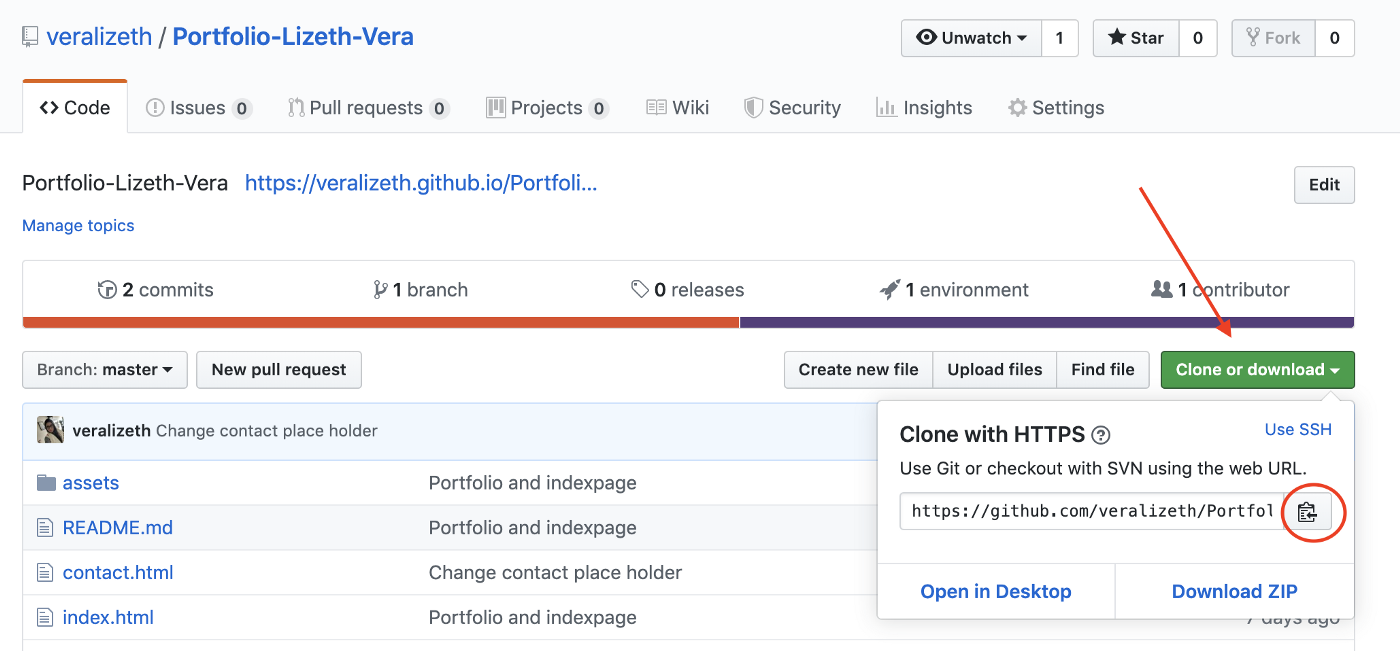 veralizeth / Portfolio-Lizeth-Vera
Unwatch 1 Star 0 Fork 0
Code Issues 0 Pull requests 0 Projects 0 Wiki Security Insights Settings
Portfolio-Lizeth-Vera https://veralizeth.github.io/Portfoli... Edit
Manage topics
2 commits 1 branch 0 releases 1 environment 1 contributor
Branch: master New pull request Create new file Upload files Find file Clone or download
veralizeth Change contact place holder
Clone with HTTPS ? Use SSH
Use Git or checkout with SVN using the web URL.
https://github.com/veralizeth/Portfol
Open in Desktop Download ZIP
assets Portfolio and indexpage
README.md Portfolio and indexpage
contact.html Change contact place holder
index.html Portfolio and indexpage 7 days ago